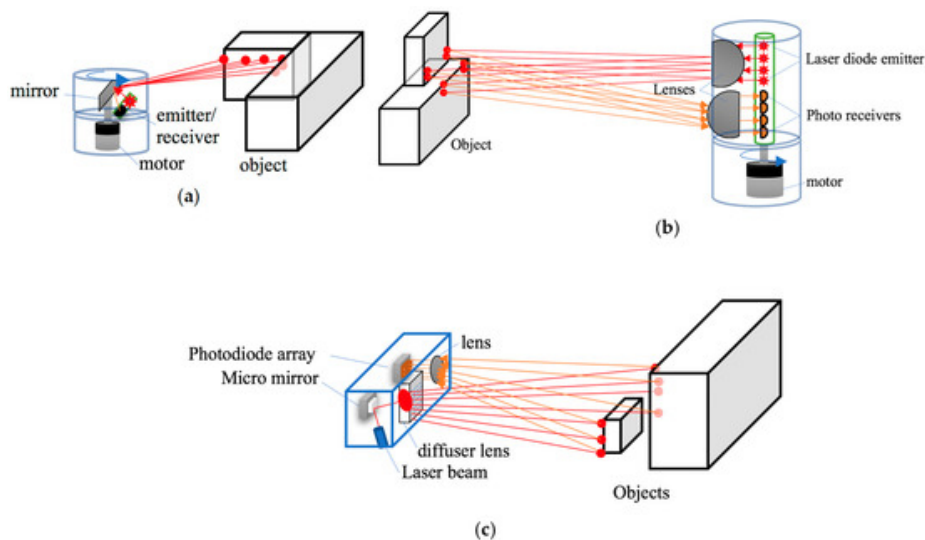 mirror
emitter/
receiver
motor
object
(a)
Lenses
Object
Laser diode emitter
Photo receivers
motor
(b)
Photodiode array
Micro mirror
lens
diffuser lens
Laser beam
Objects
(c)